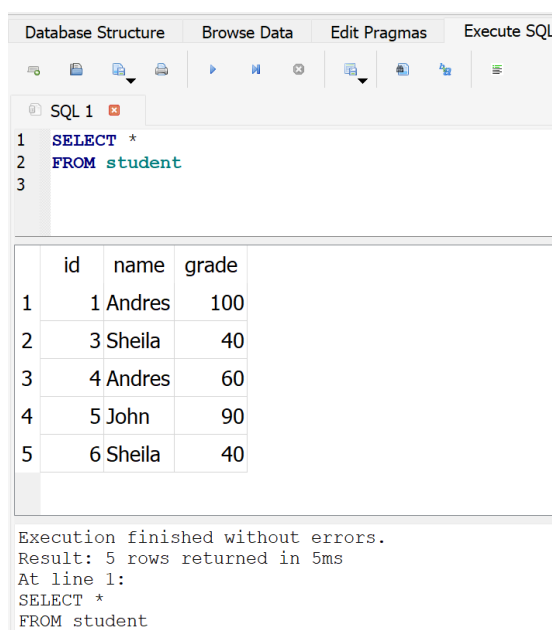 Database Structure Browse Data Edit Pragmas Execute SQL
SQL 1
1 SELECT *
2 FROM student
3
id name grade
1 1 Andres 100
2 3 Sheila 40
3 4 Andres 60
4 5 John 90
5 6 Sheila 40
Execution finished without errors.
Result: 5 rows returned in 5ms
At line 1:
SELECT *
FROM student